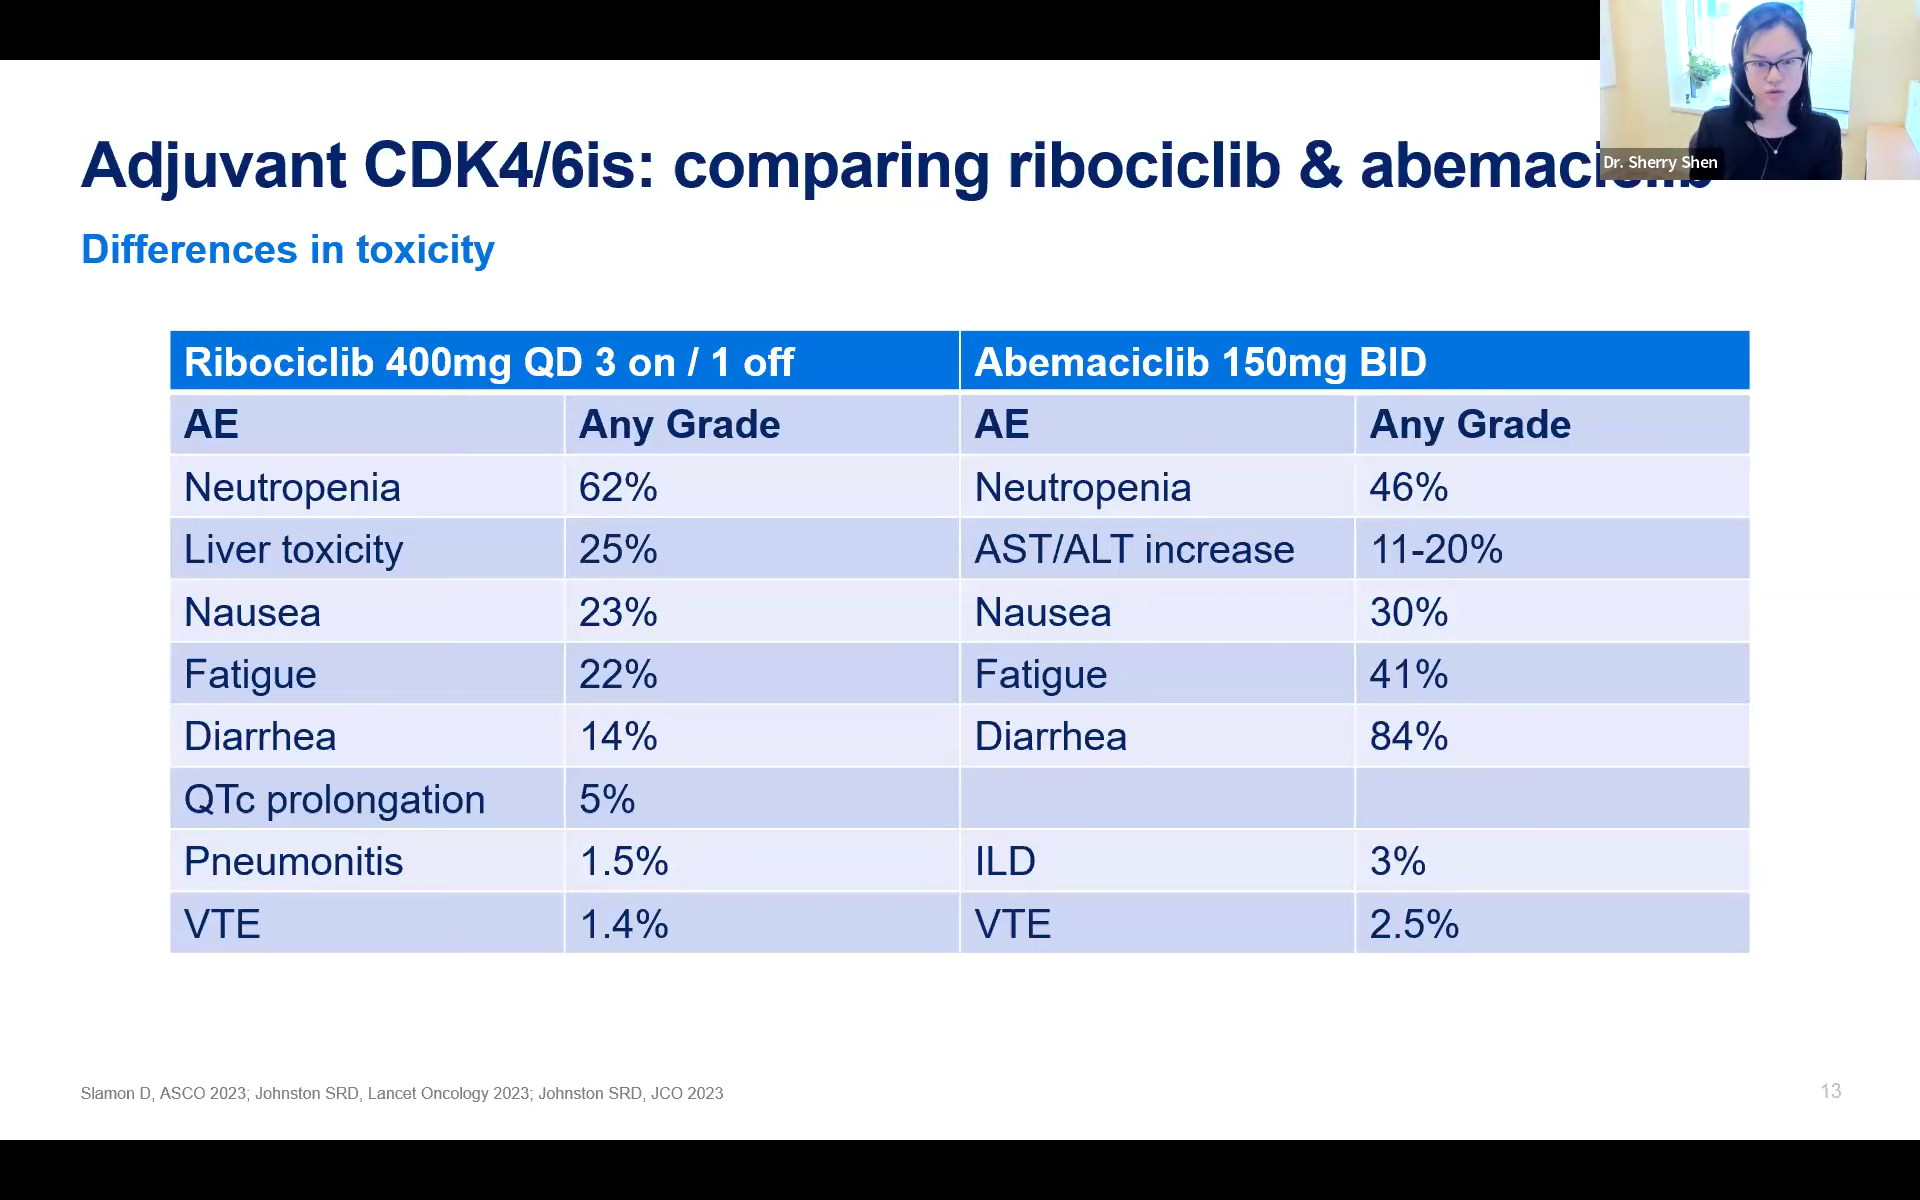 Dr. Sherry Shen
Adjuvant CDK4/6is: comparing ribociclib & abemaciclib
Differences in toxicity
Ribociclib 400mg QD 3 on / 1 off Abemaciclib 150mg BID
AE Any Grade AE Any Grade
Neutropenia 62% Neutropenia 46%
Liver toxicity 25% AST/ALT increase 11-20%
Nausea 23% Nausea 30%
Fatigue 22% Fatigue 41%
Diarrhea 14% Diarrhea 84%
QTc prolongation 5%
Pneumonitis 1.5% ILD 3%
VTE 1.4% VTE 2.5%
Slamon D, ASCO 2023; Johnston SRD, Lancet Oncology 2023; Johnston SRD, JCO 2023
13